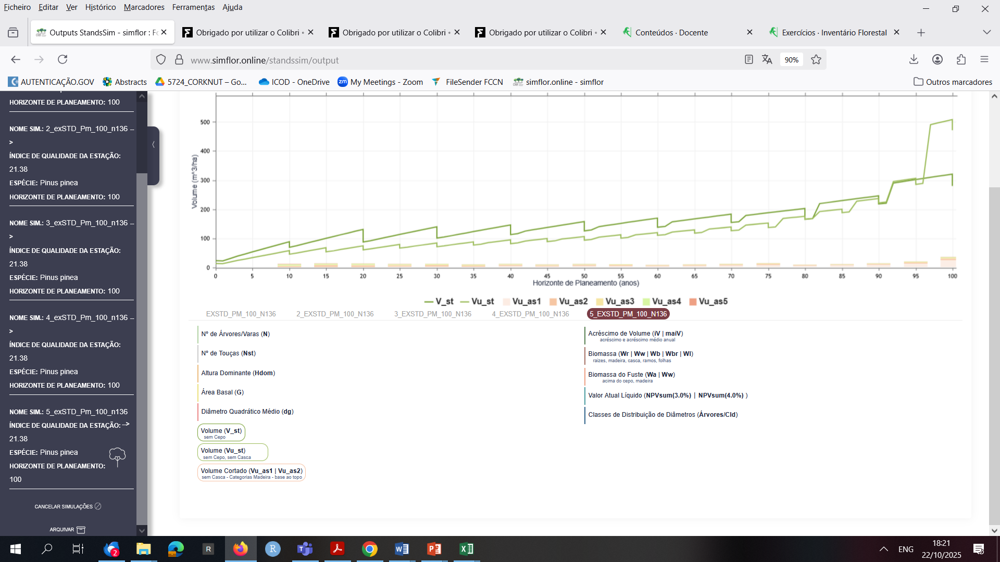 Ficheiro Editar Ver Histórico Marcadores Ferramentas Ajuda
Outputs StandsSim - simflor : Fo
Obrigado por utilizar o Colibri •
Obrigado por utilizar o Colibri •
Obrigado por utilizar o Colibri •
Conteúdos · Docente
Exercícios · Inventário Florestal
www.simflor.online/standssim/output
90%
AUTENTICAÇÃO.GOV
Abstracts
5724_CORKNUT – Go...
ICOD - OneDrive
zm My Meetings - Zoom
FileSender FCCN
simflor.online - simflor
Outros marcadores
HORIZONTE DE PLANEAMENTO: 100
NOME SIM.: 2_exSTD_Pm_100_n136 --
>
ÍNDICE DE QUALIDADE DA ESTAÇÃO:
21.38
ESPÉCIE: Pinus pinea
HORIZONTE DE PLANEAMENTO: 100
NOME SIM.: 3_exSTD_Pm_100_n136 --
>
ÍNDICE DE QUALIDADE DA ESTAÇÃO:
21.38
ESPÉCIE: Pinus pinea
HORIZONTE DE PLANEAMENTO: 100
NOME SIM.: 4_exSTD_Pm_100_n136 --
>
ÍNDICE DE QUALIDADE DA ESTAÇÃO:
21.38
ESPÉCIE: Pinus pinea
HORIZONTE DE PLANEAMENTO: 100
NOME SIM.: 5_exSTD_Pm_100_n136
ÍNDICE DE QUALIDADE DA ESTAÇÃO: -->
21.38
ESPÉCIE: Pinus pinea
HORIZONTE DE PLANEAMENTO:
100
CANCELAR SIMULAÇÕES
ARQUIVAR
500
400
300
200
100
0
Volume (m^3/ha)
0 5 10 15 20 25 30 35 40 45 50 55 60 65 70 75 80 85 90 95 100
Horizonte de Planeamento (anos)
V_st Vu_st Vu_as1 Vu_as2 Vu_as3 Vu_as4 Vu_as5
EXSTD_PM_100_N136 2_EXSTD_PM_100_N136 3_EXSTD_PM_100_N136 4_EXSTD_PM_100_N136 5_EXSTD_PM_100_N136
Nº de Árvores/Varas (N)
Nº de Touças (Nst)
Altura Dominante (Hdom)
Área Basal (G)
Diâmetro Quadrático Médio (dg)
Volume (V_st)
sem Cepo
Volume (Vu_st)
sem Cepo, sem Casca
Volume Cortado (Vu_as1 | Vu_as2)
sem Casca - Categorias Madeira - base ao topo
Acréscimo de Volume (iV | maiV)
acréscimo e acréscimo médio anual
Biomassa (Wr | Ww | Wb | Wbr | Wl)
raizes, madeira, casca, ramos, folhas
Biomassa do Fuste (Wa | Ww)
acima do cepo, madeira
Valor Atual Líquido (NPVsum(3.0%) | NPVsum(4.0%) )
Classes de Distribuição de Diâmetros (Árvores/Cld)
2
R
R
ENG
18:21
22/10/2025